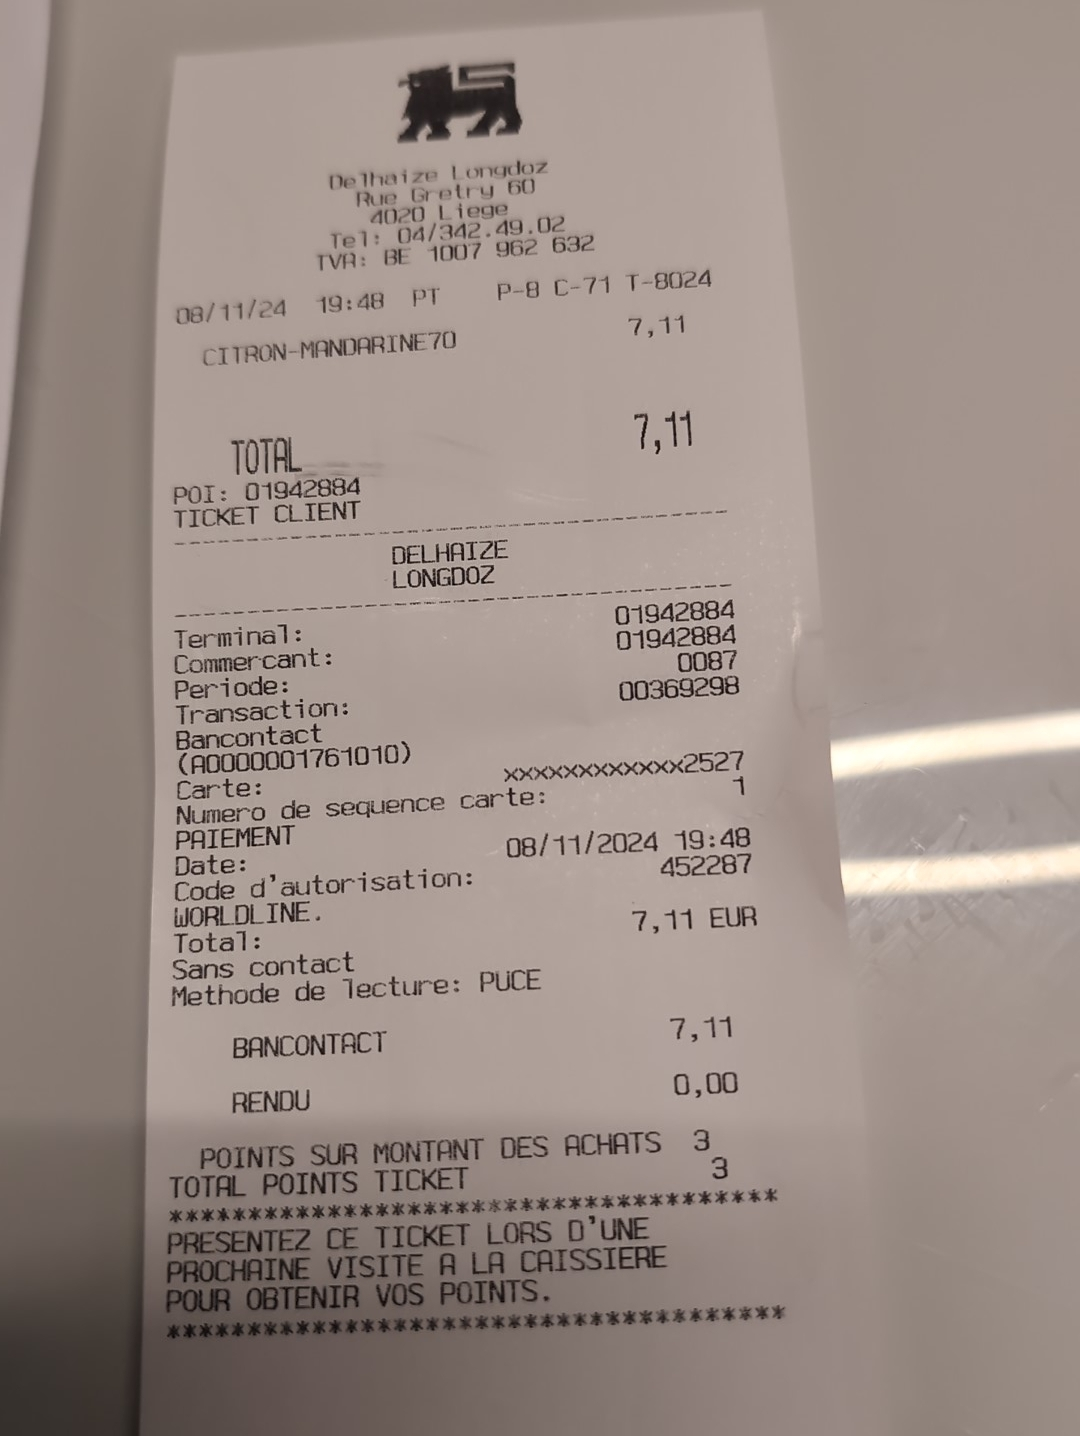 Delhaize Longdoz
Rue Gretry 60
4020 Liege
Tel: 04/342.49.02
TVA: BE 1007 962 632
08/11/24 19:48 PT P-8 C-71 T-8024
CITRON-MANDARINE70 7,11
TOTAL 7,11
POI: 01942884
TICKET CLIENT
--------------------------------------
DELHAIZE
LONGDOZ
--------------------------------------
Terminal: 01942884
Commercant: 01942884
Periode: 0087
Transaction: 00369298
Bancontact
(A0000001761010)
Carte: xxxxxxxxxxxx2527
Numero de sequence carte: 1
PAIEMENT
Date: 08/11/2024 19:48
Code d'autorisation: 452287
WORLDLINE.
Total: 7,11 EUR
Sans contact
Methode de lecture: PUCE
BANCONTACT 7,11
RENDU 0,00
POINTS SUR MONTANT DES ACHATS 3
TOTAL POINTS TICKET 3
**************************************
PRESENTEZ CE TICKET LORS D'UNE
PROCHAINE VISITE A LA CAISSIERE
POUR OBTENIR VOS POINTS.
**************************************